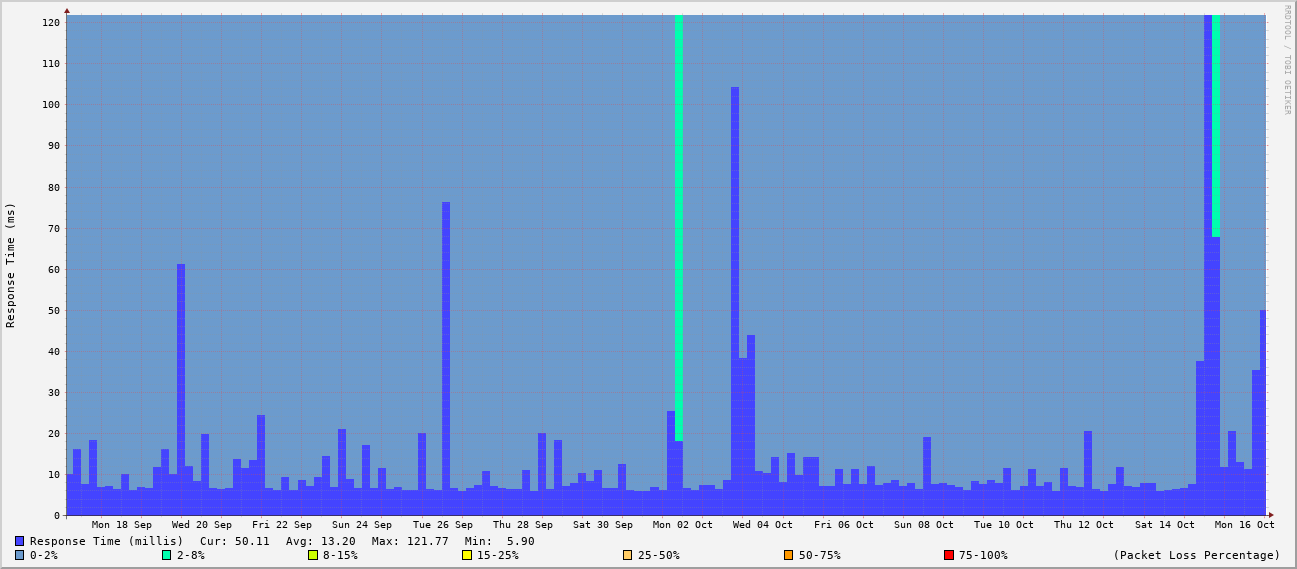 RRDTOOL / TOBI OETIKER
Response Time (ms)
120
110
100
90
80
70
60
50
40
30
20
10
0
Mon 18 Sep Wed 20 Sep Fri 22 Sep Sun 24 Sep Tue 26 Sep Thu 28 Sep Sat 30 Sep Mon 02 Oct Wed 04 Oct Fri 06 Oct Sun 08 Oct Tue 10 Oct Thu 12 Oct Sat 14 Oct Mon 16 Oct
Response Time (millis) Cur: 50.11 Avg: 13.20 Max: 121.77 Min: 5.90
0-2% 2-8% 8-15% 15-25% 25-50% 50-75% 75-100% (Packet Loss Percentage)